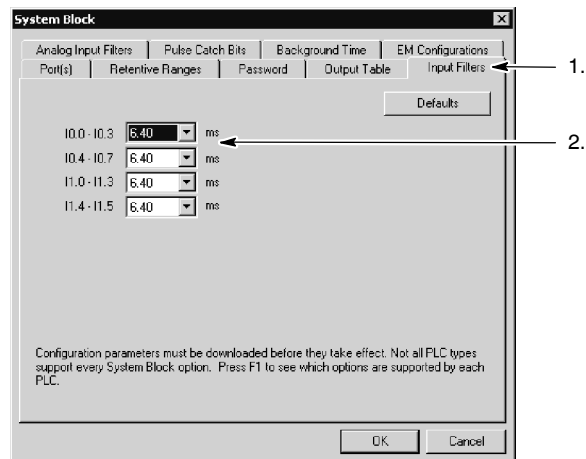 System Block
Analog Input Filters Pulse Catch Bits Background Time EM Configurations
Port(s) Retentive Ranges Password Output Table Input Filters 1.
Defaults
I0.0 - I0.3 6.40 ms
2.
I0.4 - I0.7 6.40 ms
I1.0 - I1.3 6.40 ms
I1.4 - I1.5 6.40 ms
Configuration parameters must be downloaded before they take effect. Not all PLC types
support every System Block option. Press F1 to see which options are supported by each
PLC.
OK Cancel